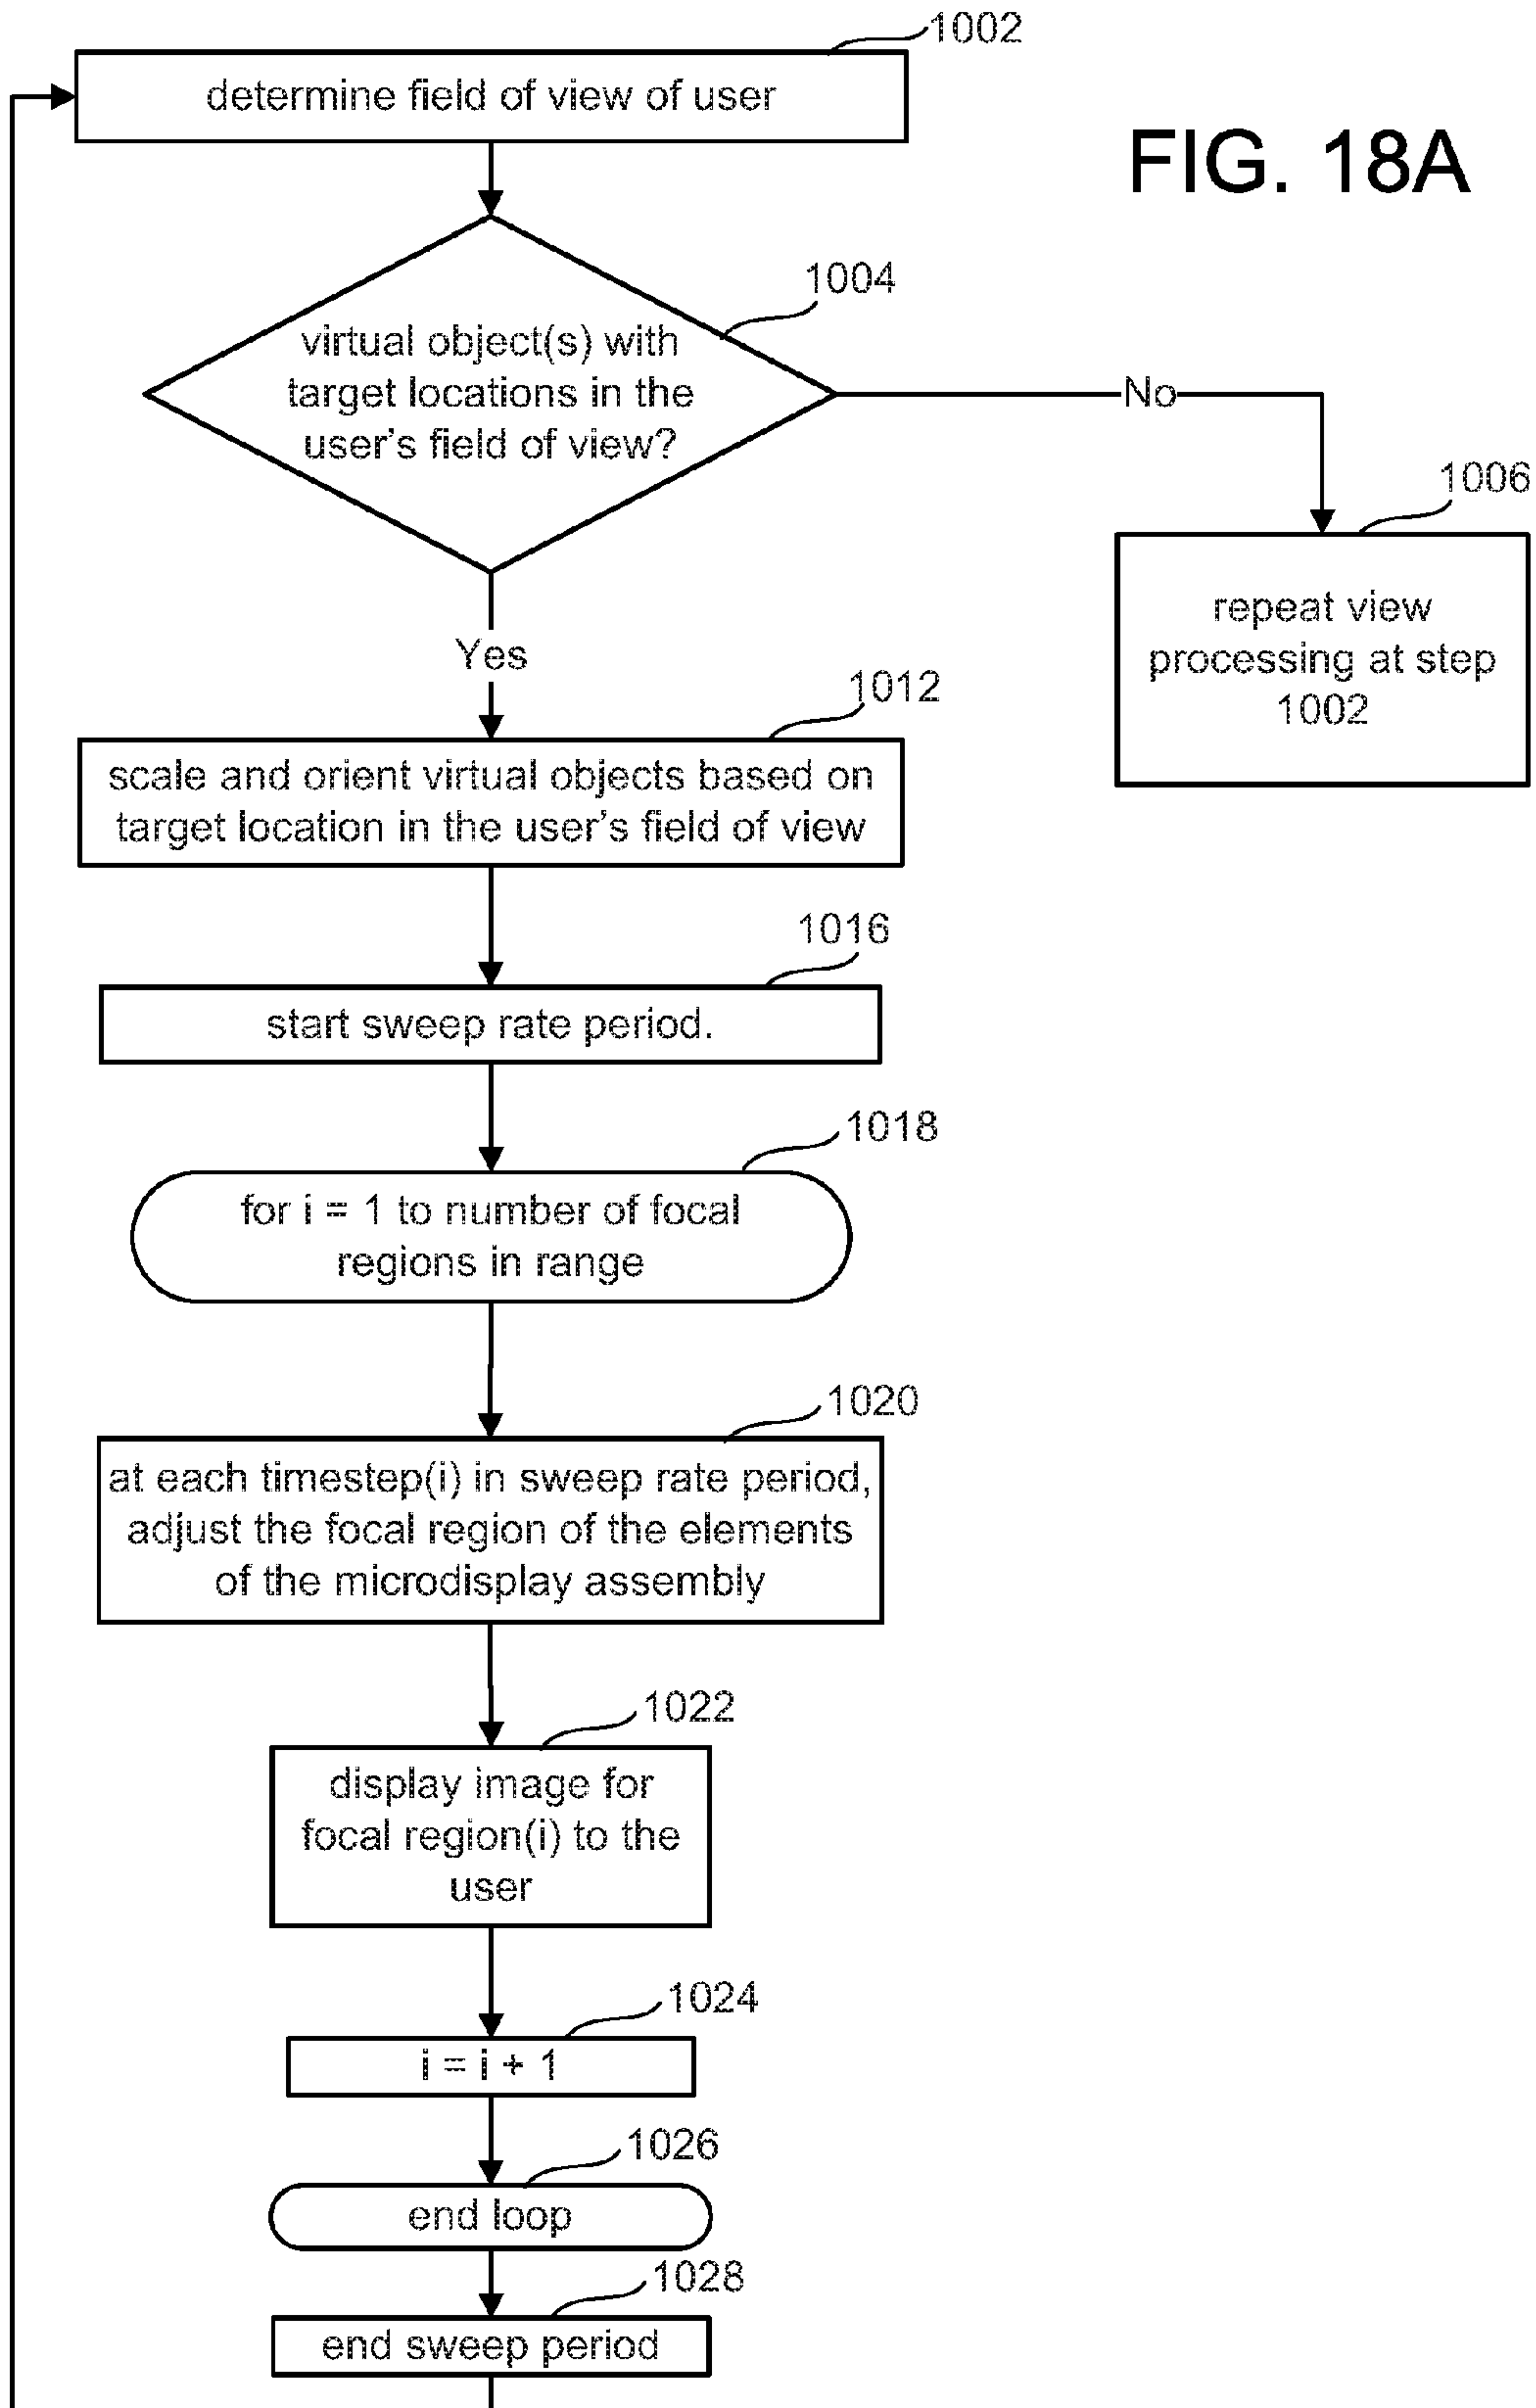 1002
determine field of view of user
FIG. 18A
1004
virtual object(s) with
target locations in the
user's field of view?
No
1006
repeat view
processing at step
1002
Yes
1012
scale and orient virtual objects based on
target location in the user's field of view
1016
start sweep rate period.
1018
for i = 1 to number of focal
regions in range
1020
at each timestep(i) in sweep rate period,
adjust the focal region of the elements
of the microdisplay assembly
1022
display image for
focal region(i) to the
user
1024
i = i + 1
1026
end loop
1028
end sweep period